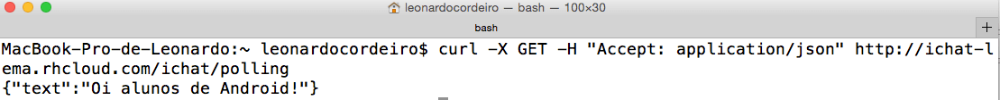 leonardocordeiro — bash — 100×30
bash
MacBook-Pro-de-Leonardo:~ leonardocordeiro$ curl -X GET -H "Accept: application/json" http://ichat-l
ema.rhcloud.com/ichat/polling
{"text":"Oi alunos de Android!"}